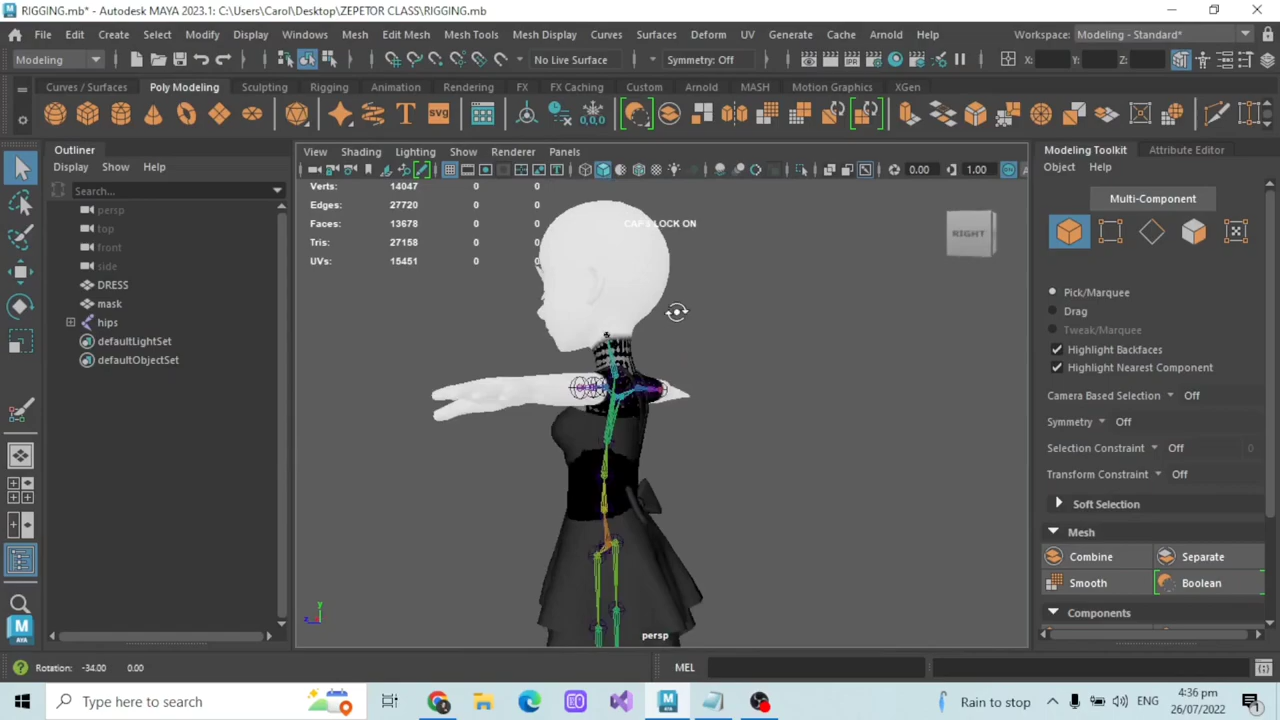 RIGGING.mb* - Autodesk MAYA 2023.1: C:\Users\Carol\Desktop\ZEPETOR CLASS\RIGGING.mb
File Edit Create Select Modify Display Windows Mesh Edit Mesh Mesh Tools Mesh Display Curves Surfaces Deform UV Generate Cache Arnold Help Workspace: Modeling - Standard*
Modeling No Live Surface Symmetry: Off X: Y: Z:
Curves / Surfaces Poly Modeling Sculpting Rigging Animation Rendering FX FX Caching Custom Arnold MASH Motion Graphics XGen
T svg 0,0,0
Outliner
Display Show Help
Search...
persp
top
front
side
DRESS
mask
hips
defaultLightSet
defaultObjectSet
View Shading Lighting Show Renderer Panels
0.00 1.00
Verts: 14047 0 0
Edges: 27720 0 0
Faces: 13678 0 0
Tris: 27158 0 0
UVs: 15451 0 0
RIGHT
y
z
persp
Modeling Toolkit Attribute Editor
Object Help
Multi-Component
Pick/Marquee
Drag
Tweak/Marquee
Highlight Backfaces
Highlight Nearest Component
Camera Based Selection Off
Symmetry Off
Selection Constraint Off 0
Transform Constraint Off
Soft Selection
Mesh
Combine Separate
Smooth Boolean
Components
Rotation: -34.00 0.00 MEL
Type here to search Rain to stop ENG 4:36 pm
26/07/2022